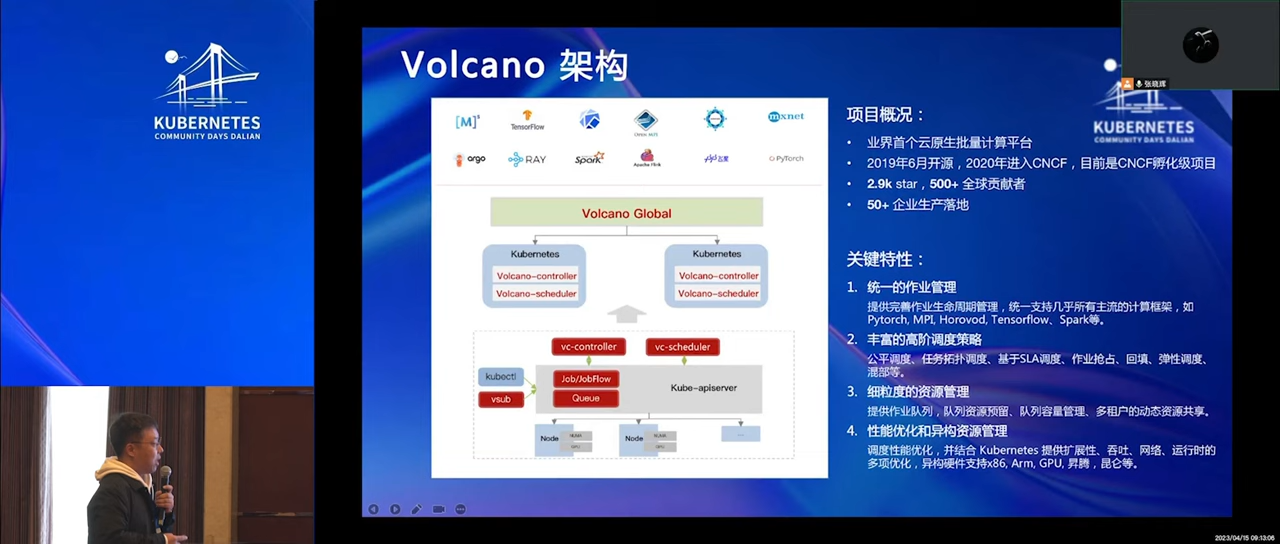 KUBERNETES
COMMUNITY DAYS DALIAN
Volcano 架构
张晓辉
KUBERNETES
COMMUNITY DAYS DALIAN
[M]s
TensorFlow
Open MPI
mxnet
argo
RAY
Spark
Apache Flink
飞桨
PyTorch
Volcano Global
Kubernetes
Volcano-controller
Volcano-scheduler
Kubernetes
Volcano-controller
Volcano-scheduler
vc-controller
vc-scheduler
kubectl
vsub
Job/JobFlow
Queue
Kube-apiserver
Node
NUMA
GPU
Node
NUMA
GPU
...
项目概况：
• 业界首个云原生批量计算平台
• 2019年6月开源，2020年进入CNCF，目前是CNCF孵化级项目
• 2.9k star，500+ 全球贡献者
• 50+ 企业生产落地
关键特性：
1. 统一的作业管理
提供完善作业生命周期管理，统一支持几乎所有主流的计算框架，如
Pytorch, MPI, Horovod, Tensorflow、Spark等。
2. 丰富的高阶调度策略
公平调度、任务拓扑调度、基于SLA调度、作业抢占、回填、弹性调度、
混部等。
3. 细粒度的资源管理
提供作业队列，队列资源预留、队列容量管理、多租户的动态资源共享。
4. 性能优化和异构资源管理
调度性能优化，并结合 Kubernetes 提供扩展性、吞吐、网络、运行时的
多项优化，异构硬件支持x86, Arm, GPU, 昇腾，昆仑等。
2023/04/15 09:13:06